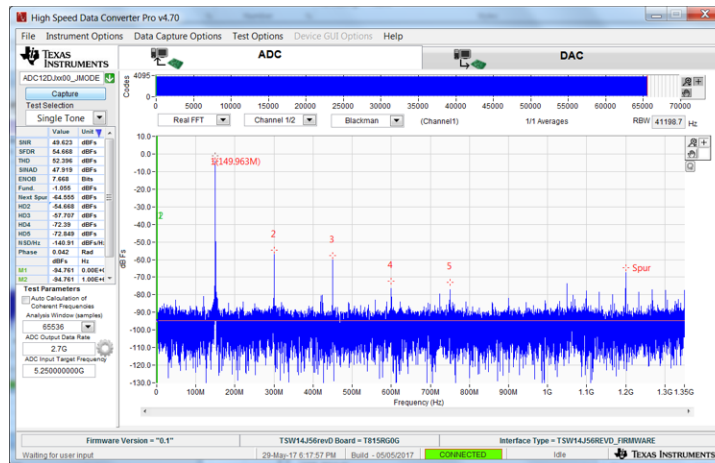 High Speed Data Converter Pro v4.70
File Instrument Options Data Capture Options Test Options Device GUI Options Help
TEXAS INSTRUMENTS
ADC
DAC
ADC12DJxx00_JMODE
Capture
Test Selection
Single Tone
Value Unit
SNR 49.623 dBFs
SFDR 54.668 dBFs
THD 52.396 dBFs
SINAD 47.919 dBFs
ENOB 7.668 Bits
Fund. -1.055 dBFs
Next Spur -64.555 dBFs
HD2 -54.668 dBFs
HD3 -57.707 dBFs
HD4 -72.39 dBFs
HD5 -72.849 dBFs
NSD/Hz -140.91 dBFs/H
Phase 0.042 Rad
dBFs Hz
M1 -94.761 0.00E+
M2 -94.761 1.00E+
Test Parameters
Auto Calculation of
Coherent Frequencies
Analysis Window (samples)
65536
ADC Output Data Rate
2.7G
ADC Input Target Frequency
5.250000000G
Codes
4095
0
0 5000 10000 15000 20000 25000 30000 35000 40000 45000 50000 55000 60000 65000 70000
Real FFT Channel 1/2 Blackman (Channel1) 1/1 Averages RBW 41198.7 Hz
10.0
0.0
-10.0
-20.0
-30.0
-40.0
-50.0
-60.0
-70.0
-80.0
-90.0
-100.0
-110.0
-120.0
-130.0
dBFs
1(149.963M)
2
2
3
4
5
Spur
0 100M 200M 300M 400M 500M 600M 700M 800M 900M 1G 1.1G 1.2G 1.3G 1.35G
Frequency (Hz)
Firmware Version = "0.1" TSW14J56revD Board = T815RG0G Interface Type = TSW14J56REVD_FIRMWARE
Waiting for user input 29-May-17 6:17:57 PM Build - 05/05/2017 CONNECTED Idle TEXAS INSTRUMENTS